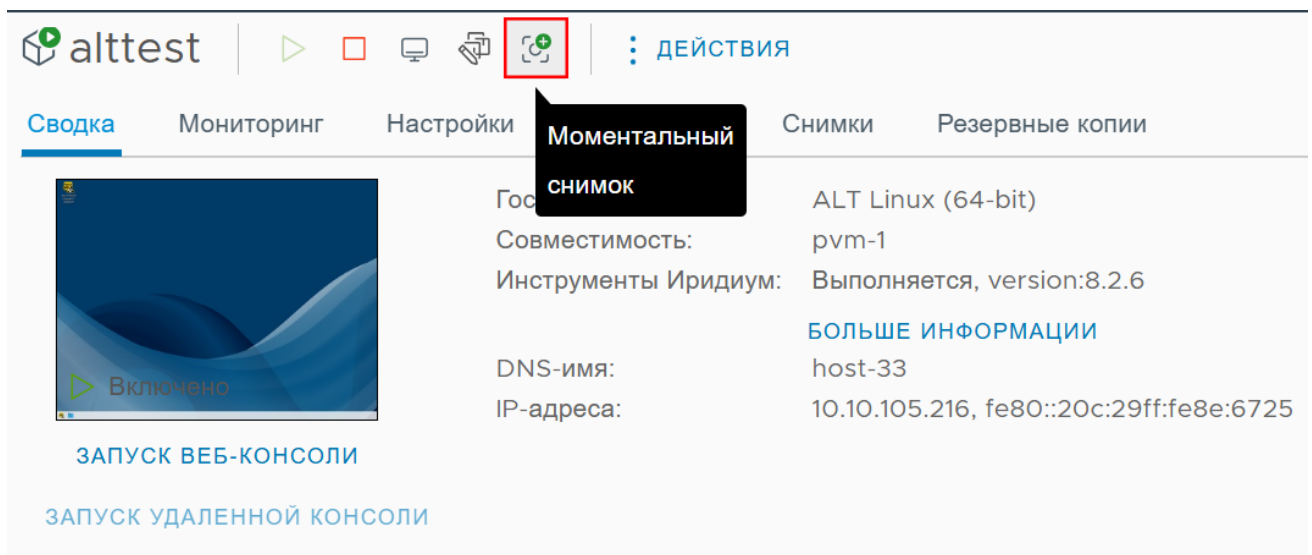 alttest
ДЕЙСТВИЯ
Сводка Мониторинг Настройки Снимки Резервные копии
Моментальный
снимок
Гос ALT Linux (64-bit)
Совместимость: pvm-1
Инструменты Иридиум: Выполняется, version:8.2.6
БОЛЬШЕ ИНФОРМАЦИИ
DNS-имя: host-33
IP-адреса: 10.10.105.216, fe80::20c:29ff:fe8e:6725
Включено
ЗАПУСК ВЕБ-КОНСОЛИ
ЗАПУСК УДАЛЕННОЙ КОНСОЛИ